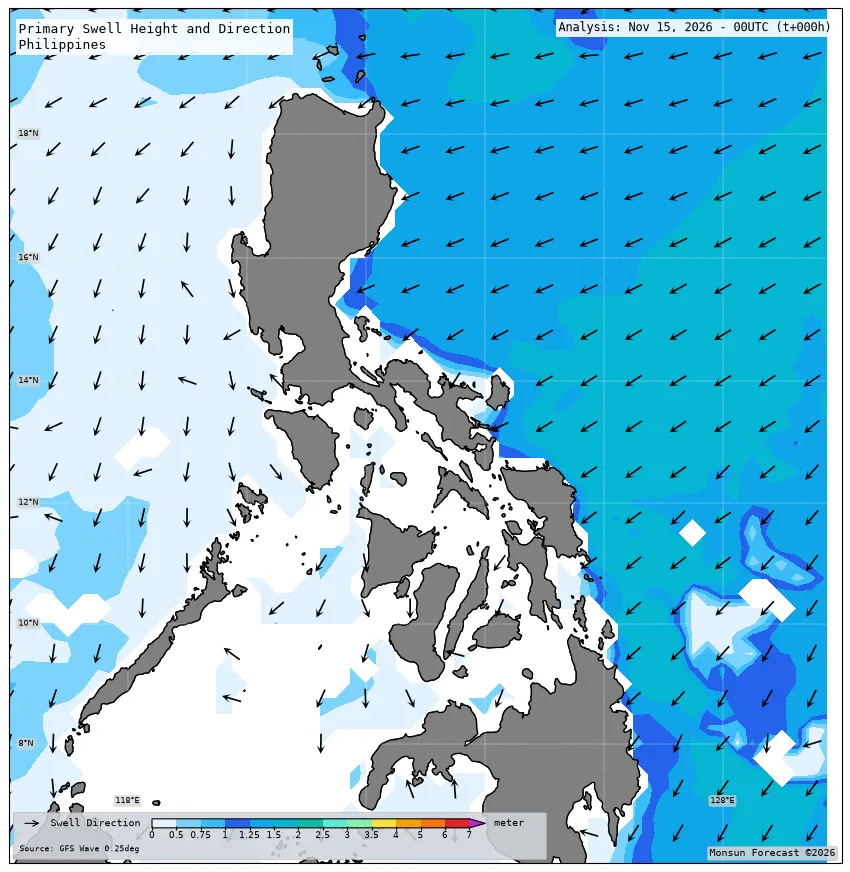 Primary Swell Height and Direction
Philippines
Analysis: Nov 15, 2026 - 00UTC (t+000h)
18°N
16°N
14°N
12°N
10°N
8°N
118°E
128°E
Swell Direction
meter
0 0.5 0.75 1 1.25 1.5 2 2.5 3 3.5 4 5 6 7
Source: GFS Wave 0.25deg
Monsun Forecast ©2026